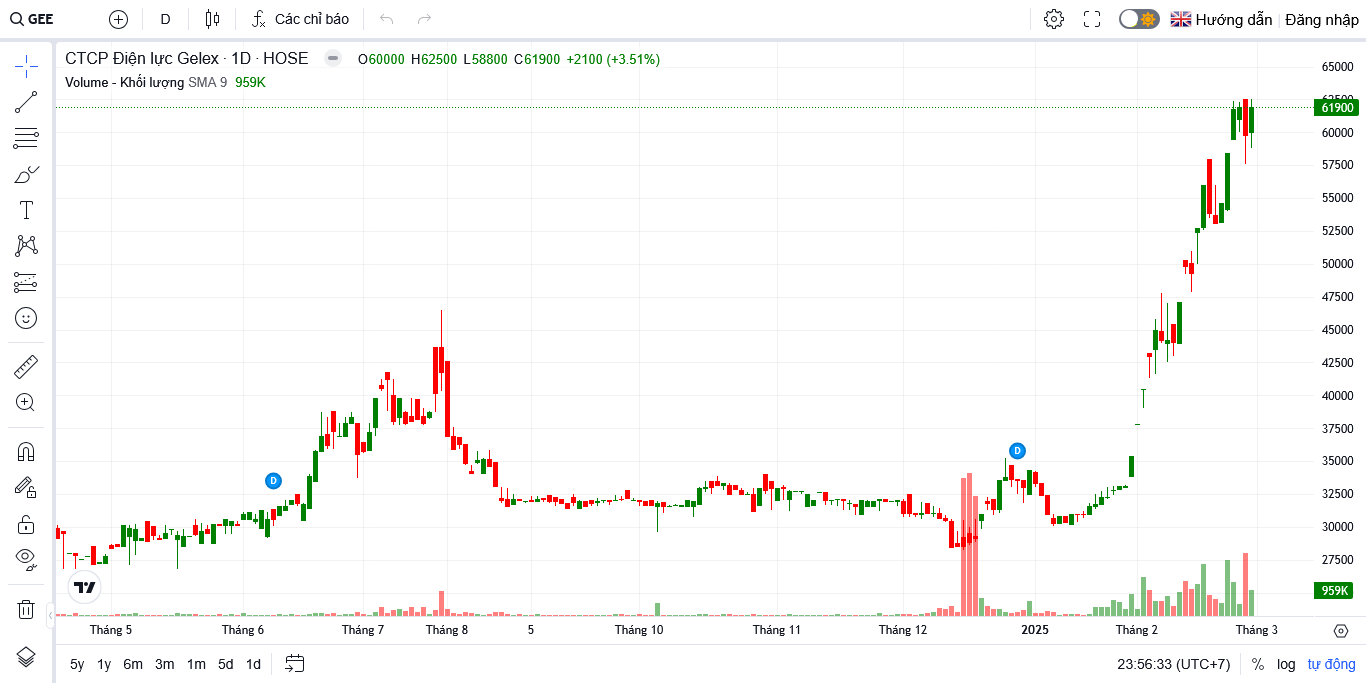 GEE D Các chỉ báo Hướng dẫn Đăng nhập
CTCP Điện lực Gelex · 1D · HOSE O60000 H62500 L58800 C61900 +2100 (+3.51%)
Volume - Khối lượng SMA 9 959K
65000
62500
61900
60000
57500
55000
52500
50000
47500
45000
42500
40000
37500
35000
32500
30000
27500
959K
D
D
T
Tháng 5 Tháng 6 Tháng 7 Tháng 8 5 Tháng 10 Tháng 11 Tháng 12 2025 Tháng 2 Tháng 3
5y 1y 6m 3m 1m 5d 1d 23:56:33 (UTC+7) % log tự động